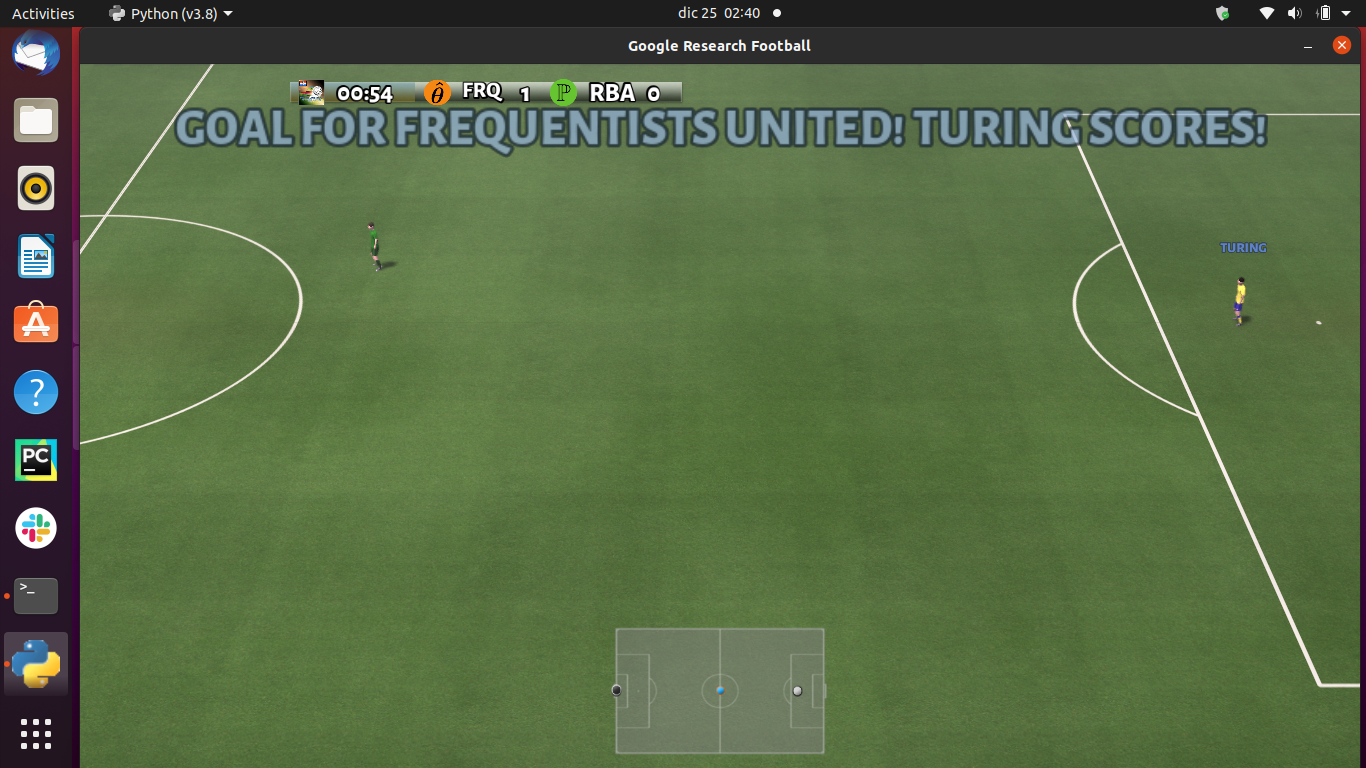 Activities Python (v3.8) dic 25 02:40
Google Research Football
00:54 θ̂ FRQ 1 ℙ RBA 0
GOAL FOR FREQUENTISTS UNITED! TURING SCORES!
TURING
A
?
PC
>_